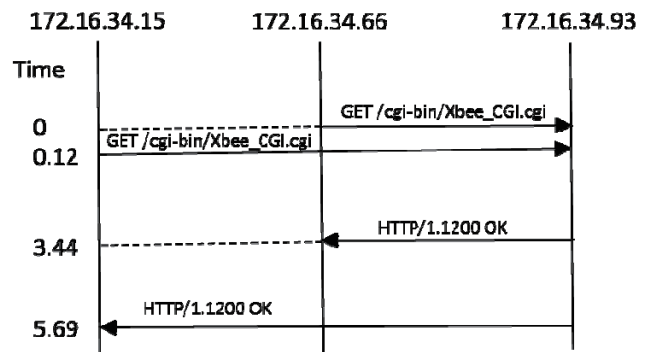 172.16.34.15 172.16.34.66 172.16.34.93
Time
GET /cgi-bin/Xbee_CGI.cgi
0
GET /cgi-bin/Xbee_CGI.cgi
0.12
HTTP/1.1200 OK
3.44
HTTP/1.1200 OK
5.69